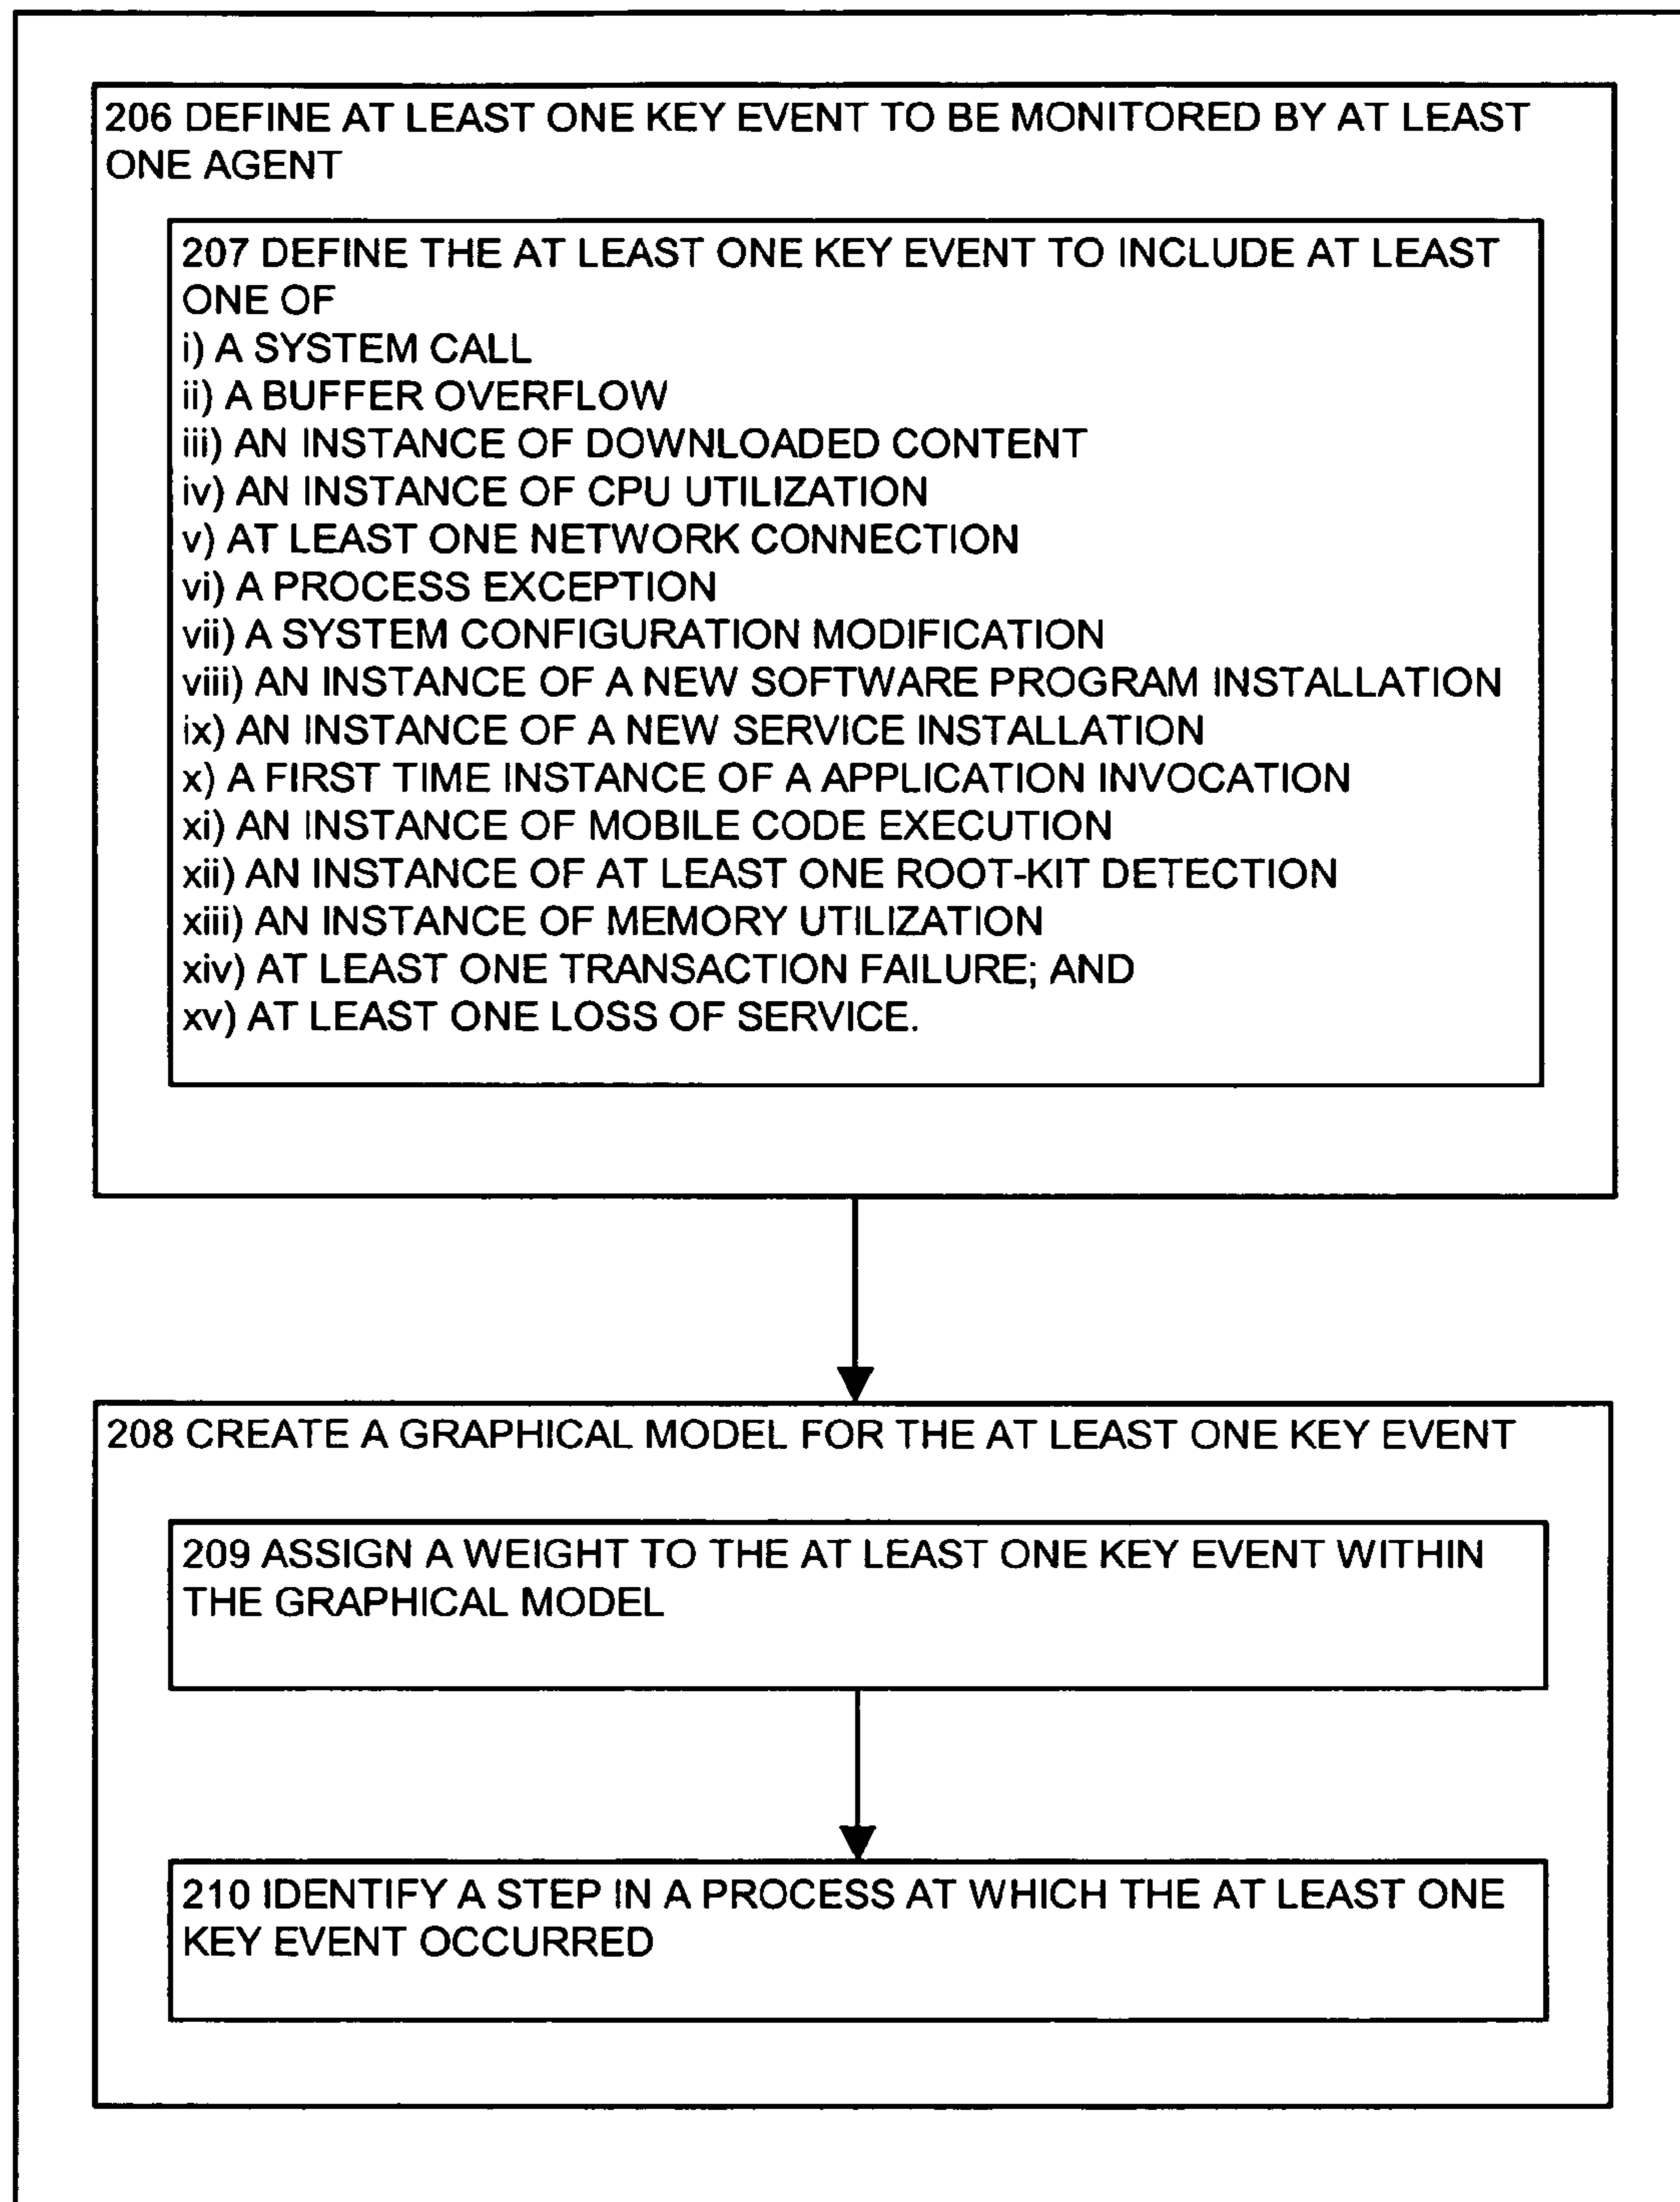 206 DEFINE AT LEAST ONE KEY EVENT TO BE MONITORED BY AT LEAST
ONE AGENT
207 DEFINE THE AT LEAST ONE KEY EVENT TO INCLUDE AT LEAST
ONE OF
i) A SYSTEM CALL
ii) A BUFFER OVERFLOW
iii) AN INSTANCE OF DOWNLOADED CONTENT
iv) AN INSTANCE OF CPU UTILIZATION
v) AT LEAST ONE NETWORK CONNECTION
vi) A PROCESS EXCEPTION
vii) A SYSTEM CONFIGURATION MODIFICATION
viii) AN INSTANCE OF A NEW SOFTWARE PROGRAM INSTALLATION
ix) AN INSTANCE OF A NEW SERVICE INSTALLATION
x) A FIRST TIME INSTANCE OF A APPLICATION INVOCATION
xi) AN INSTANCE OF MOBILE CODE EXECUTION
xii) AN INSTANCE OF AT LEAST ONE ROOT-KIT DETECTION
xiii) AN INSTANCE OF MEMORY UTILIZATION
xiv) AT LEAST ONE TRANSACTION FAILURE; AND
xv) AT LEAST ONE LOSS OF SERVICE.
208 CREATE A GRAPHICAL MODEL FOR THE AT LEAST ONE KEY EVENT
209 ASSIGN A WEIGHT TO THE AT LEAST ONE KEY EVENT WITHIN
THE GRAPHICAL MODEL
210 IDENTIFY A STEP IN A PROCESS AT WHICH THE AT LEAST ONE
KEY EVENT OCCURRED